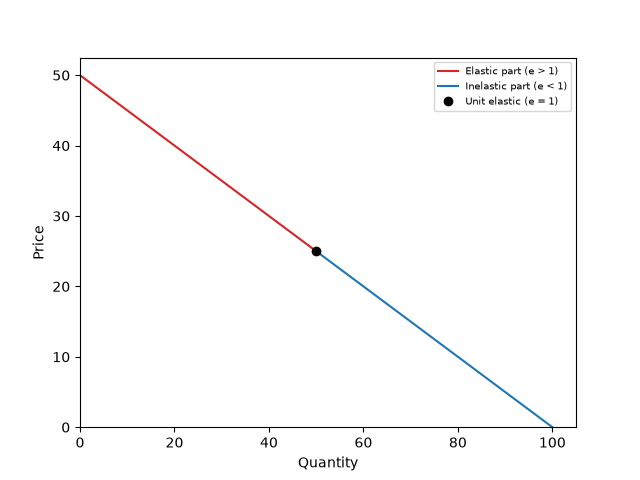 Elastic part (e > 1)
Inelastic part (e < 1)
Unit elastic (e = 1)
50
40
30
20
10
0
Price
0 20 40 60 80 100
Quantity